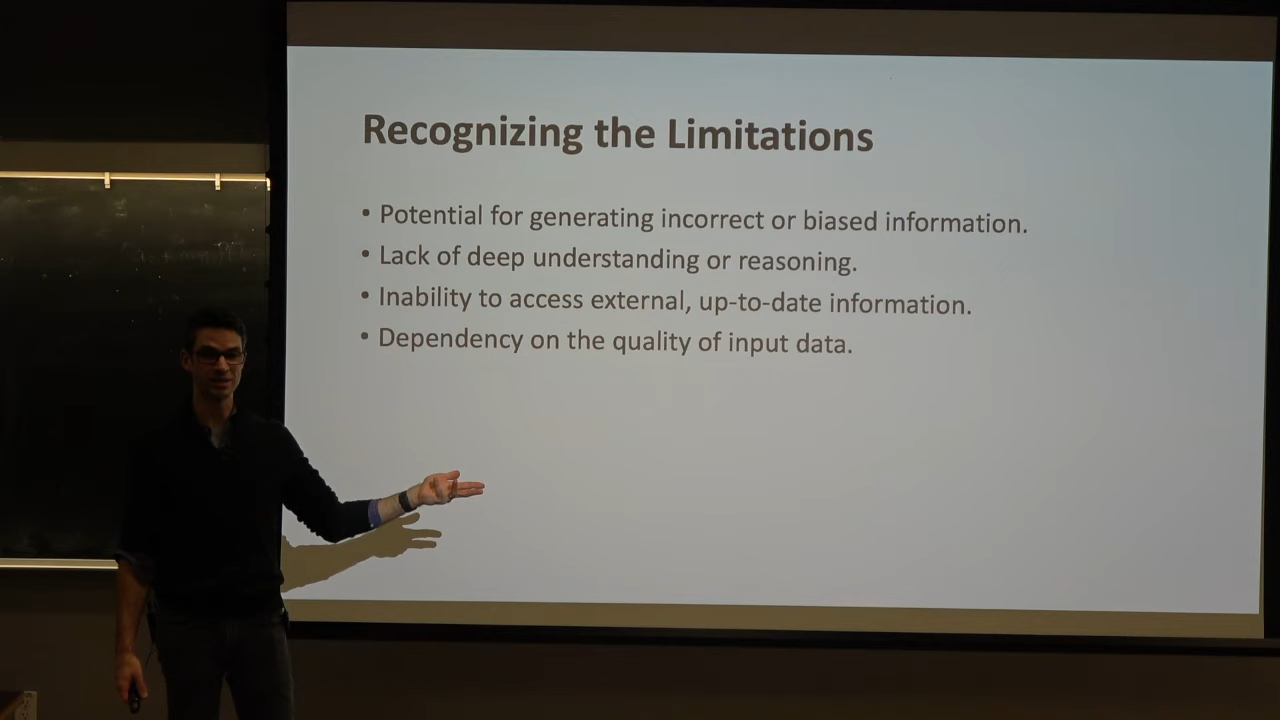 Recognizing the Limitations
• Potential for generating incorrect or biased information.
• Lack of deep understanding or reasoning.
• Inability to access external, up-to-date information.
• Dependency on the quality of input data.